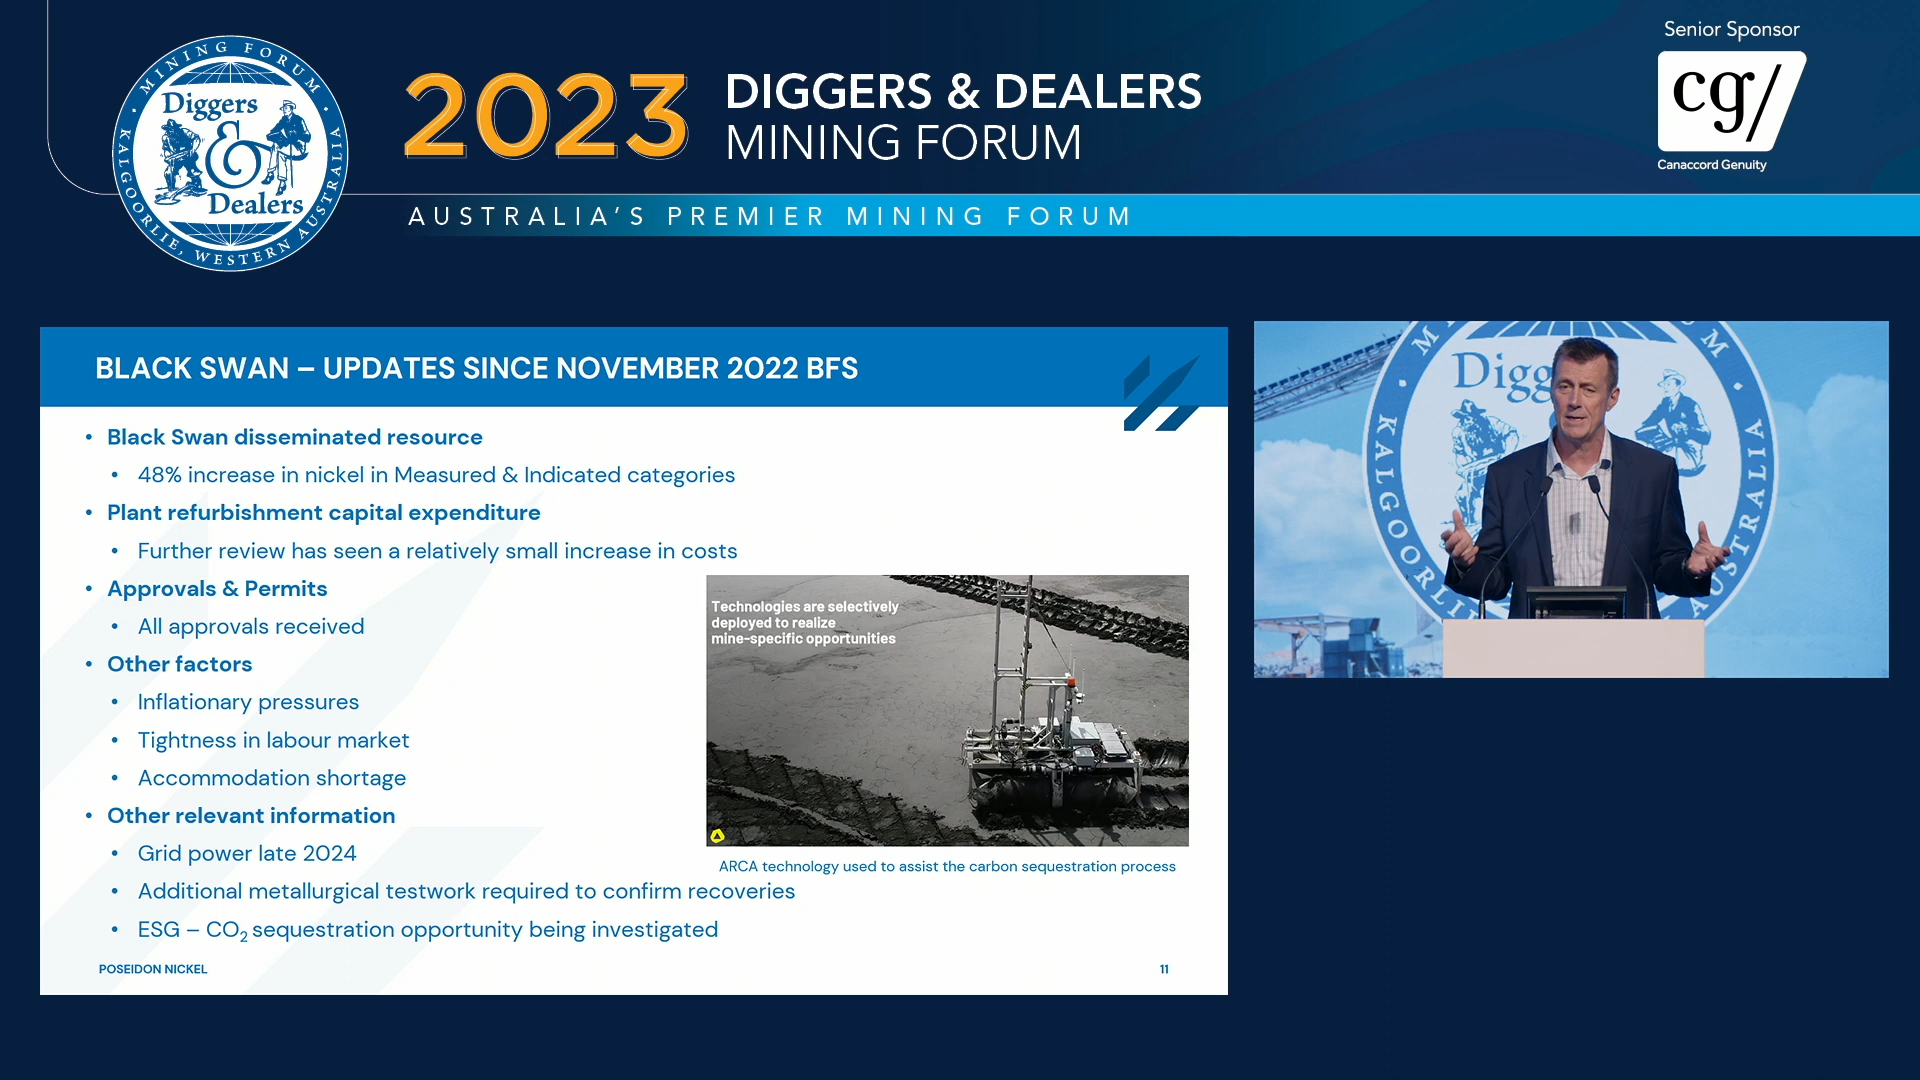 MINING FORUM
Diggers
&
Dealers
KALGOORLIE, WESTERN AUSTRALIA
2023
DIGGERS & DEALERS
MINING FORUM
AUSTRALIA'S PREMIER MINING FORUM
Senior Sponsor
cg/
Canaccord Genuity
BLACK SWAN – UPDATES SINCE NOVEMBER 2022 BFS
• Black Swan disseminated resource
• 48% increase in nickel in Measured & Indicated categories
• Plant refurbishment capital expenditure
• Further review has seen a relatively small increase in costs
• Approvals & Permits
• All approvals received
• Other factors
• Inflationary pressures
• Tightness in labour market
• Accommodation shortage
• Other relevant information
• Grid power late 2024
• Additional metallurgical testwork required to confirm recoveries
• ESG – CO₂ sequestration opportunity being investigated
Technologies are selectively
deployed to realize
mine-specific opportunities
ARCA technology used to assist the carbon sequestration process
POSEIDON NICKEL
11
Digg
KALGOORLI
AUSTRALIA